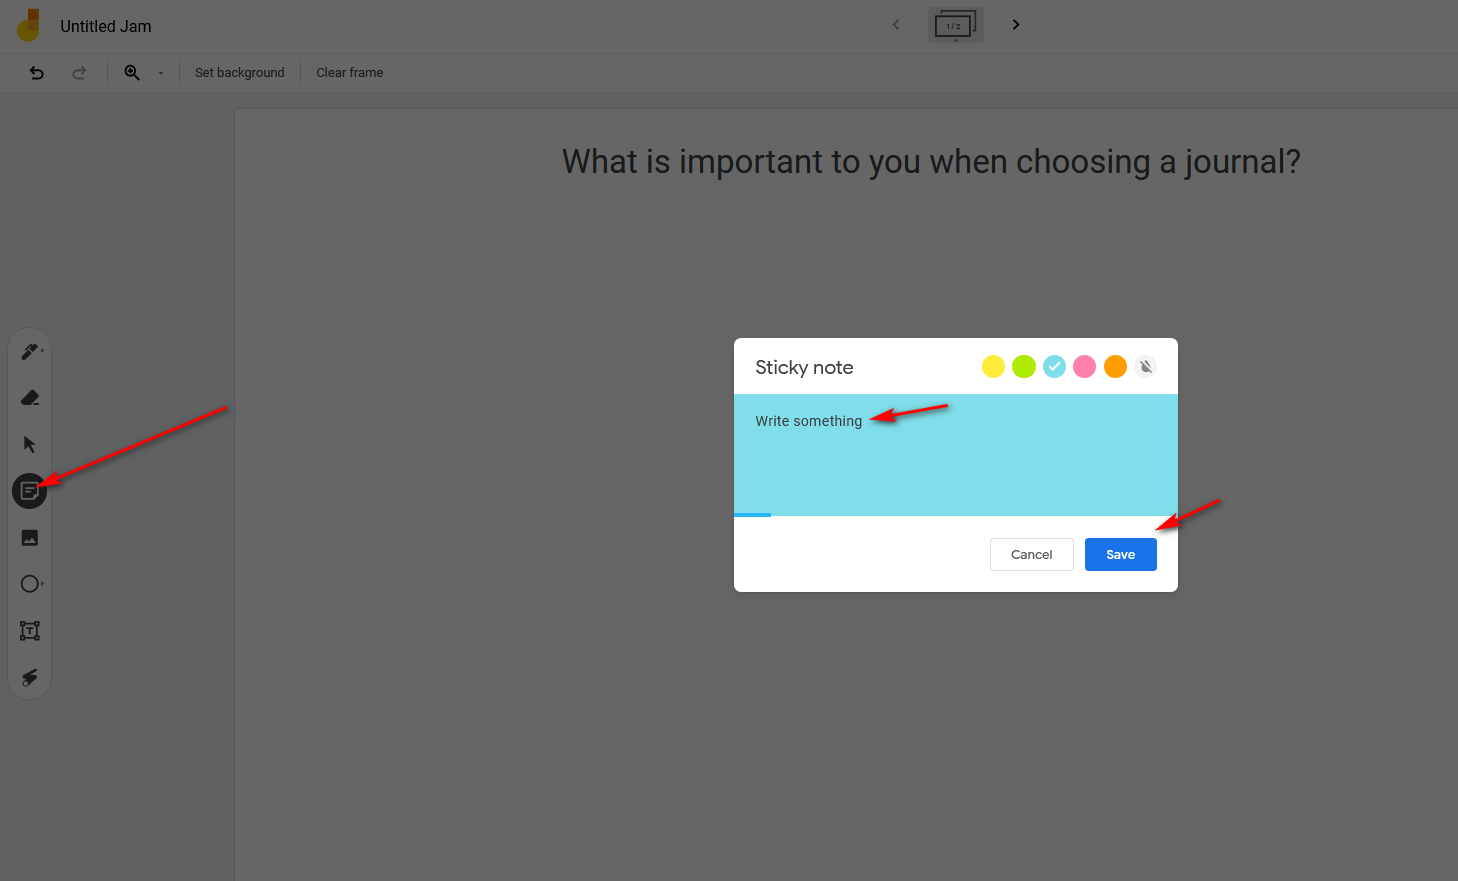 Untitled Jam
1 / 2
Set background
Clear frame
What is important to you when choosing a journal?
Sticky note
Write something
Cancel
Save
T